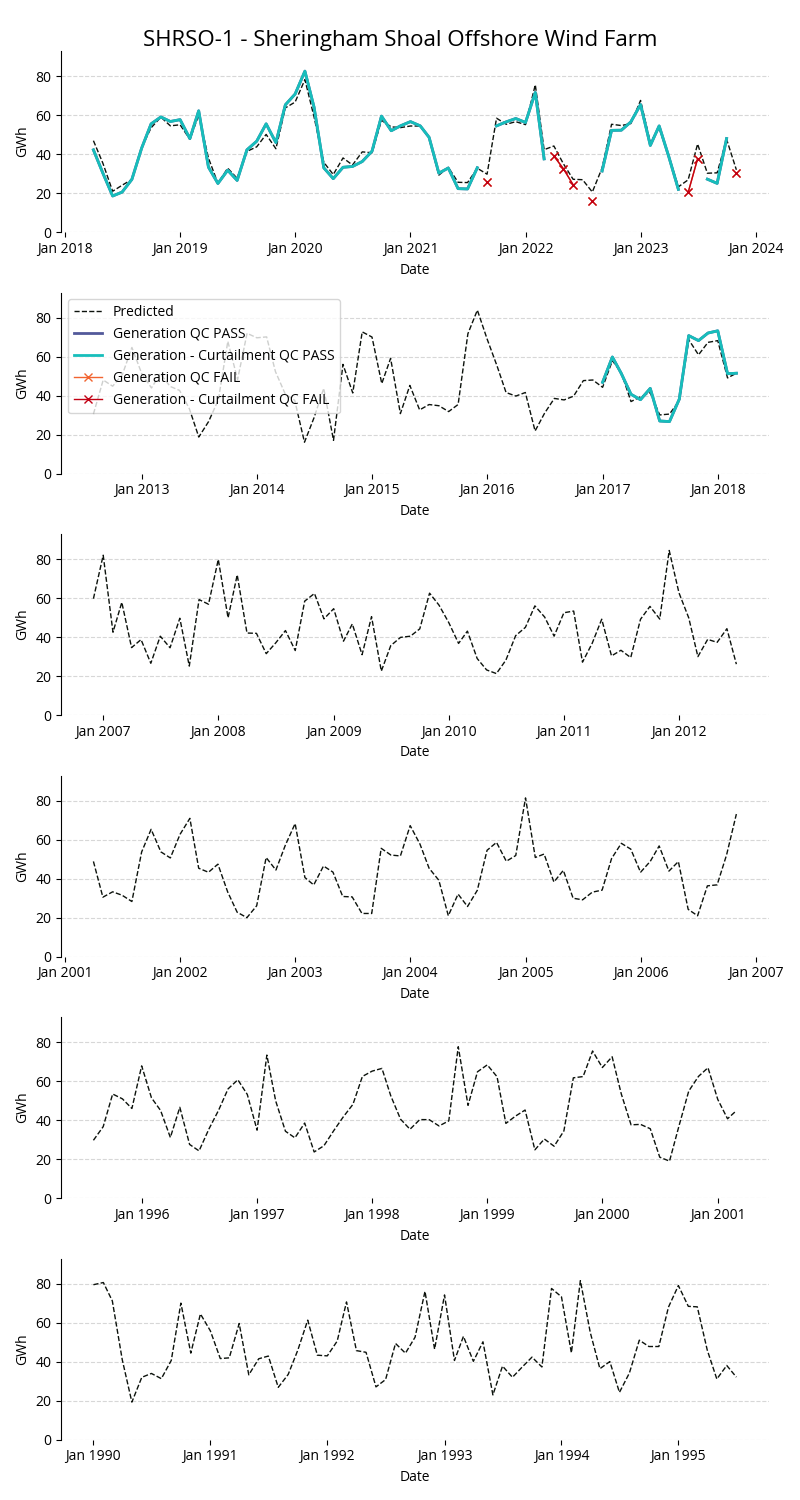 SHRSO-1 - Sheringham Shoal Offshore Wind Farm
80
60
40
20
0
GWh
Jan 2018 Jan 2019 Jan 2020 Jan 2021 Jan 2022 Jan 2023 Jan 2024
Date
Predicted
Generation QC PASS
Generation - Curtailment QC PASS
Generation QC FAIL
Generation - Curtailment QC FAIL
80
60
40
20
0
GWh
Jan 2013 Jan 2014 Jan 2015 Jan 2016 Jan 2017 Jan 2018
Date
80
60
40
20
0
GWh
Jan 2007 Jan 2008 Jan 2009 Jan 2010 Jan 2011 Jan 2012
Date
80
60
40
20
0
GWh
Jan 2001 Jan 2002 Jan 2003 Jan 2004 Jan 2005 Jan 2006 Jan 2007
Date
80
60
40
20
0
GWh
Jan 1996 Jan 1997 Jan 1998 Jan 1999 Jan 2000 Jan 2001
Date
80
60
40
20
0
GWh
Jan 1990 Jan 1991 Jan 1992 Jan 1993 Jan 1994 Jan 1995
Date